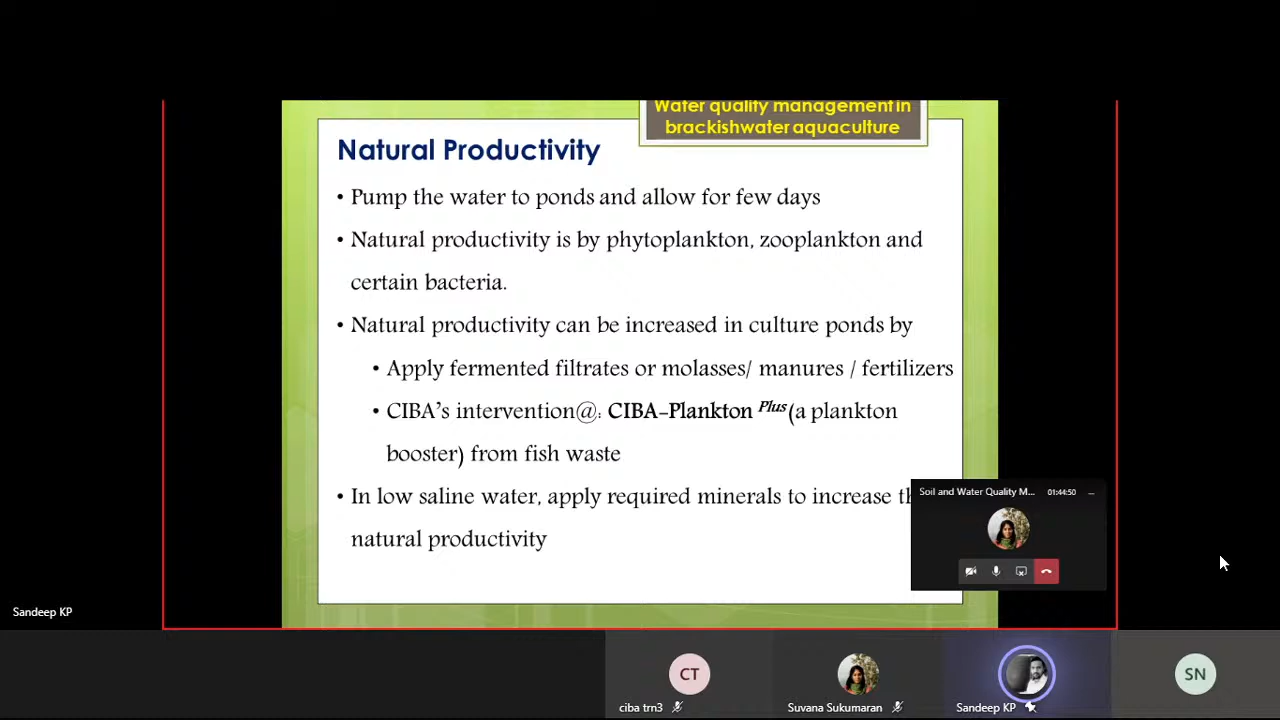 Water quality management in
brackishwater aquaculture
Natural Productivity
• Pump the water to ponds and allow for few days
• Natural productivity is by phytoplankton, zooplankton and
certain bacteria.
• Natural productivity can be increased in culture ponds by
• Apply fermented filtrates or molasses/ manures / fertilizers
• CIBA's intervention@: CIBA-Plankton Plus (a plankton
booster) from fish waste
• In low saline water, apply required minerals to increase
natural productivity
Soil and Water Quality M... 01:44:50
Sandeep KP
CT
SN
ciba trn3
Suvana Sukumaran
Sandeep KP